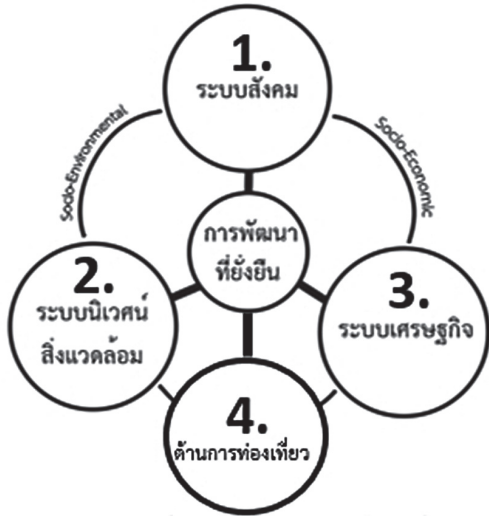 1.
ระบบสังคม
Socio-Environmental
Socio-Economic
การพัฒนา
ที่ยั่งยืน
2.
ระบบนิเวศน์
สิ่งแวดล้อม
3.
ระบบเศรษฐกิจ
4.
ด้านการท่องเที่ยว